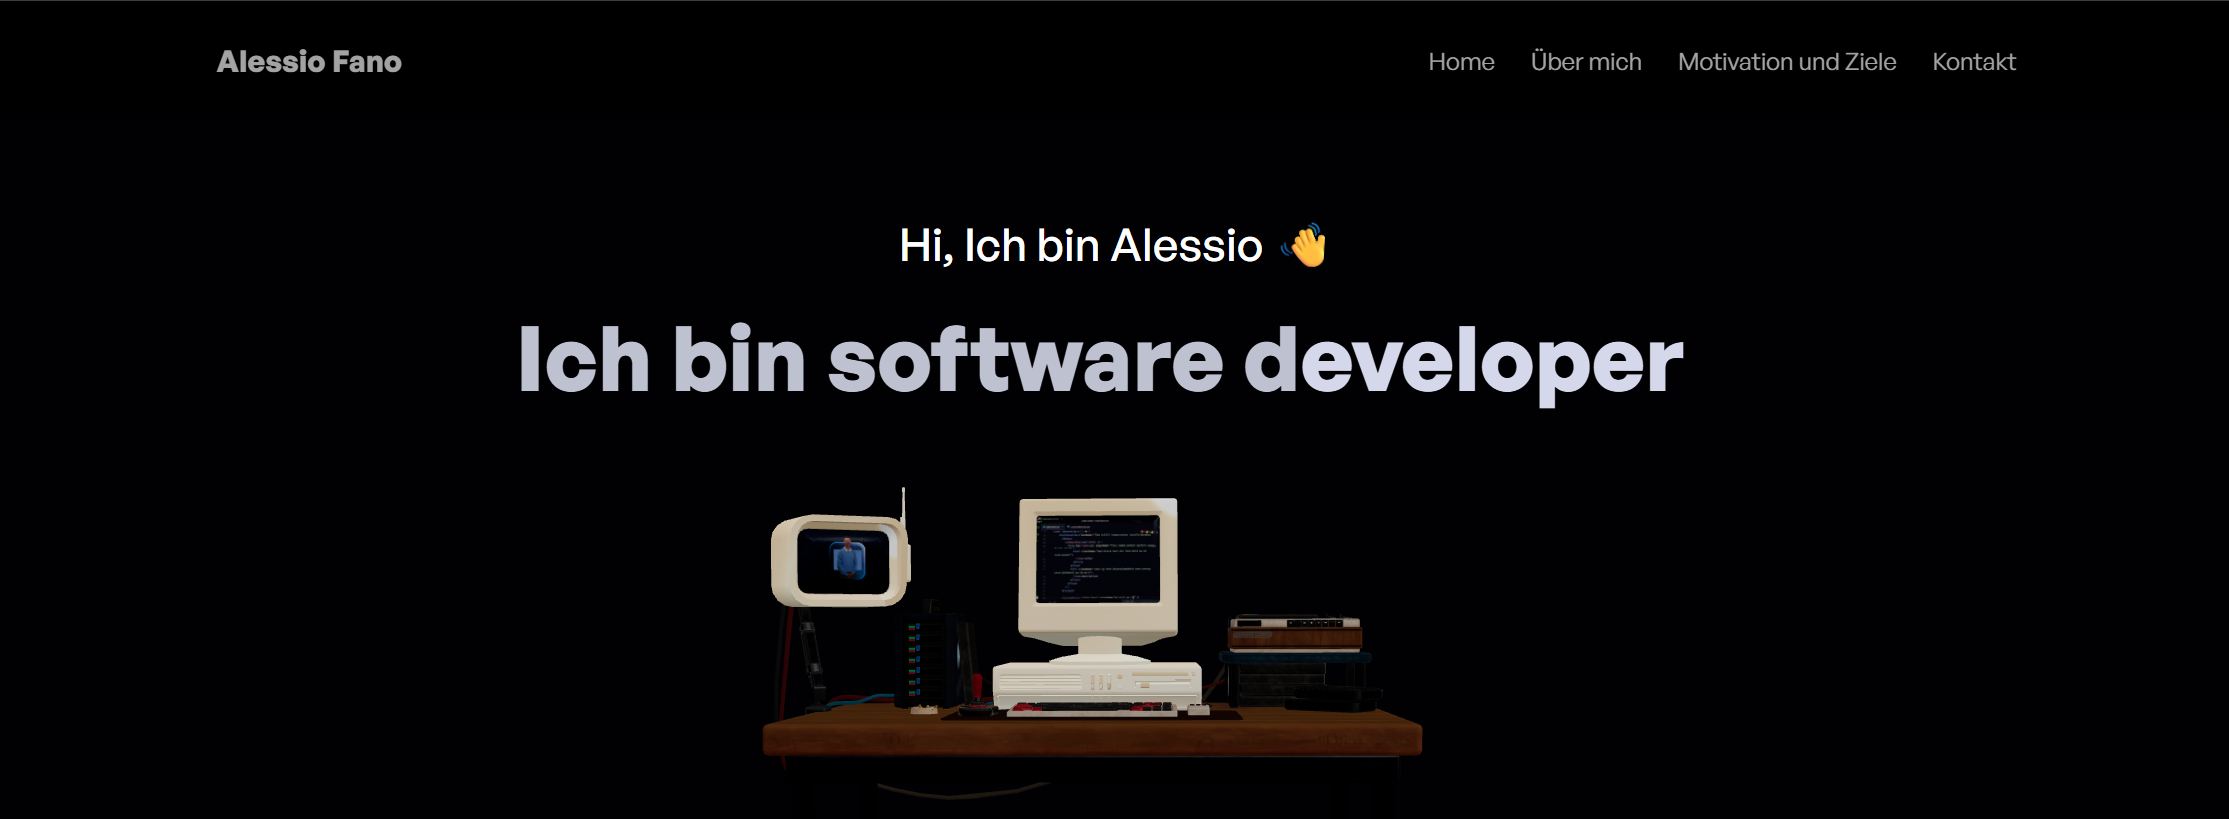 Alessio Fano
Home Über mich Motivation und Ziele Kontakt
Hi, Ich bin Alessio 👋
Ich bin software developer